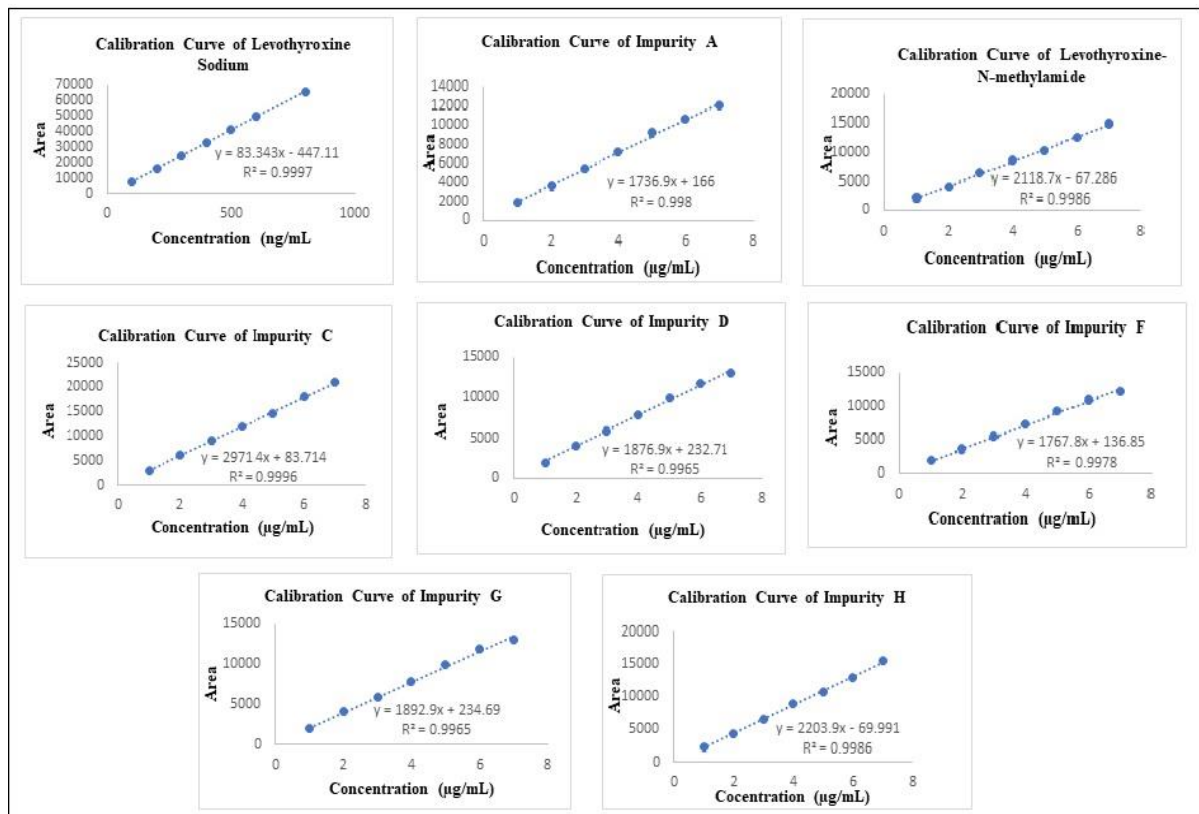 Calibration Curve of Levothyroxine
Sodium
70000
60000
50000
40000
30000
20000
10000
0
Area
y = 83.343x - 447.11
R² = 0.9997
0 500 1000
Concentration (ng/mL
Calibration Curve of Impurity A
14000
12000
10000
8000
6000
4000
2000
0
Area
y = 1736.9x + 166
R² = 0.998
0 2 4 6 8
Concentration (µg/mL)
Calibration Curve of Levothyroxine-
N-methylamide
20000
15000
10000
5000
0
Area
y = 2118.7x - 67.286
R² = 0.9986
0 2 4 6 8
Concentration (µg/mL)
Calibration Curve of Impurity C
25000
20000
15000
10000
5000
0
Area
y = 2971.4x + 83.714
R² = 0.9996
0 2 4 6 8
Concentration (µg/mL)
Calibration Curve of Impurity D
15000
10000
5000
0
Area
y = 1876.9x + 232.71
R² = 0.9965
0 2 4 6 8
Concentration (µg/mL)
Calibration Curve of Impurity F
15000
10000
5000
0
Area
y = 1767.8x + 136.85
R² = 0.9978
0 2 4 6 8
Concentration (µg/mL)
Calibration Curve of Impurity G
15000
10000
5000
0
Area
y = 1892.9x + 234.69
R² = 0.9965
0 2 4 6 8
Concentration (µg/mL)
Calibration Curve of Impurity H
20000
15000
10000
5000
0
Area
y = 2203.9x - 69.991
R² = 0.9986
0 2 4 6 8
Cocentration (µg/mL)